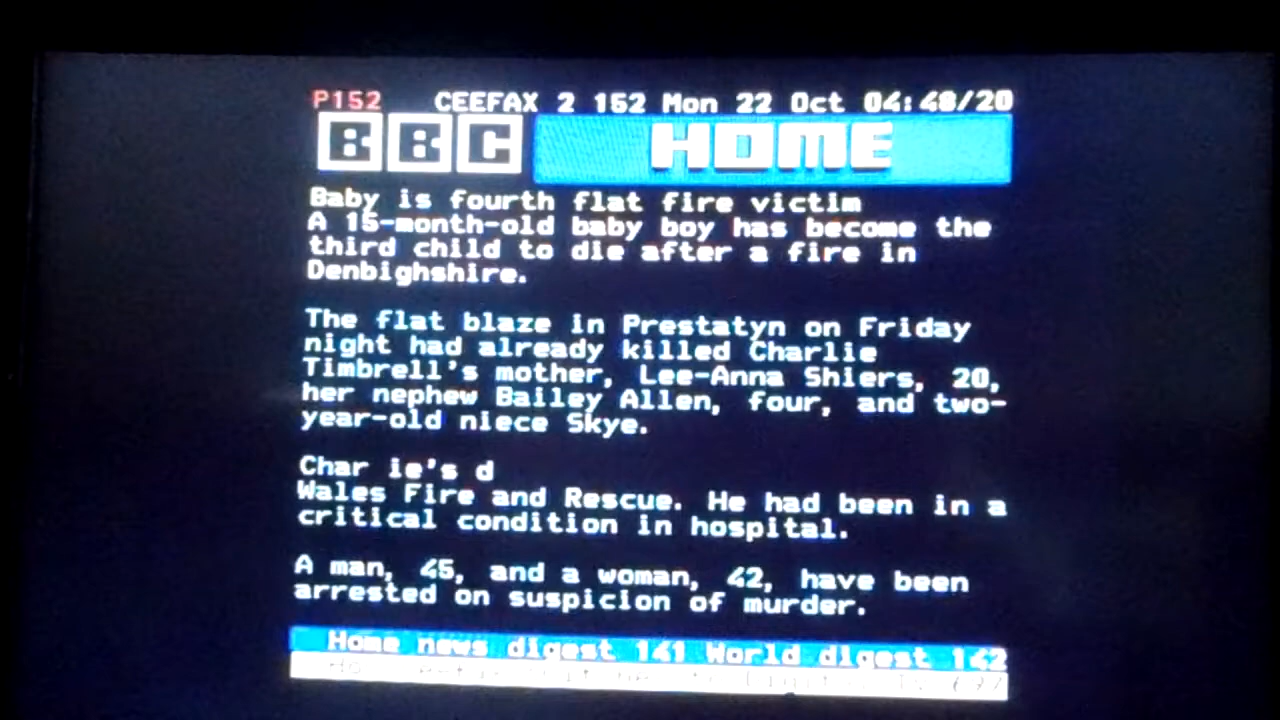 P152 CEEFAX 2 152 Mon 22 Oct 04:48/20
BBC HOME
Baby is fourth flat fire victim
A 15-month-old baby boy has become the
third child to die after a fire in
Denbighshire.
The flat blaze in Prestatyn on Friday
night had already killed Charlie
Timbrell's mother, Lee-Anna Shiers, 20,
her nephew Bailey Allen, four, and two-
year-old niece Skye.
Char ie's d
Wales Fire and Rescue. He had been in a
critical condition in hospital.
A man, 45, and a woman, 42, have been
arrested on suspicion of murder.
Home news digest 141 World digest 142